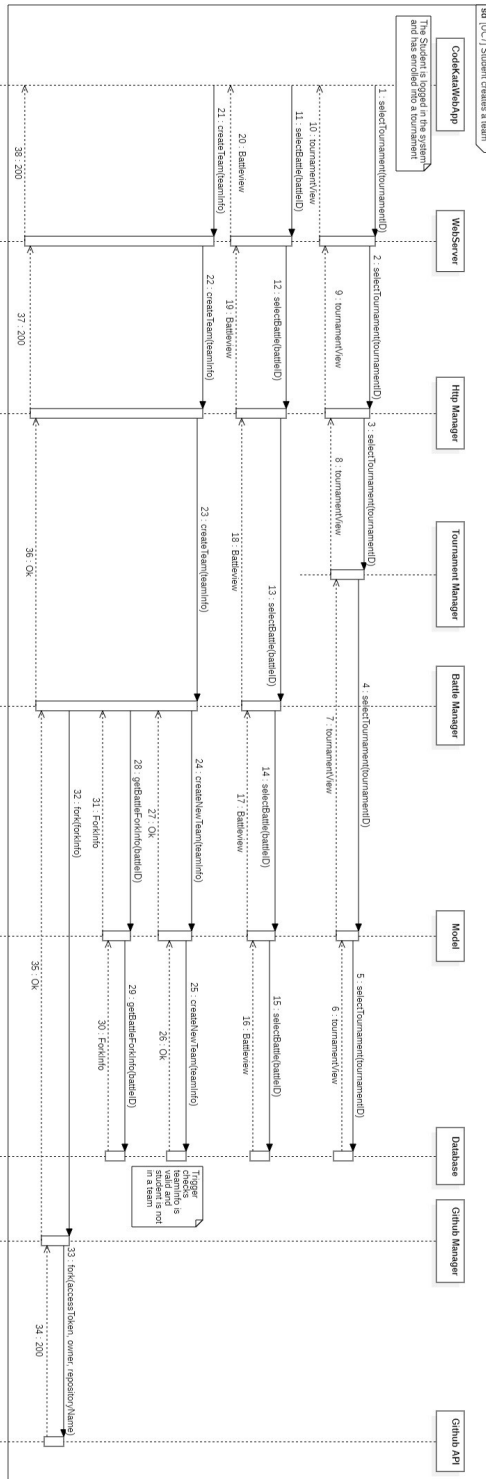 sd [UC7] Student creates a team
CodeKataWebApp
WebServer
Http Manager
Tournament Manager
Battle Manager
Model
Database
Github Manager
Github API
The Student is logged in the system
and has enrolled into a tournament
1 : selectTournament(tournamentID)
2 : selectTournament(tournamentID)
3 : selectTournament(tournamentID)
4 : selectTournament(tournamentID)
5 : selectTournament(tournamentID)
6 : tournamentView
7 : tournamentView
8 : tournamentView
9 : tournamentView
10 : tournamentView
11 : selectBattle(battleID)
12 : selectBattle(battleID)
13 : selectBattle(battleID)
14 : selectBattle(battleID)
15 : selectBattle(battleID)
16 : Battleview
17 : Battleview
18 : Battleview
19 : Battleview
20 : Battleview
21 : createTeam(teamInfo)
22 : createTeam(teamInfo)
23 : createTeam(teamInfo)
24 : createNewTeam(teamInfo)
25 : createNewTeam(teamInfo)
Trigger
checks
teamInfo is
valid and
student is not
in a team
26 : Ok
27 : Ok
28 : getBattleForkInfo(battleID)
29 : getBattleForkInfo(battleID)
30 : ForkInfo
31 : ForkInfo
32 : fork(forkInfo)
33 : fork(accessToken, owner, repositoryName)
34 : 200
35 : Ok
36 : Ok
37 : 200
38 : 200